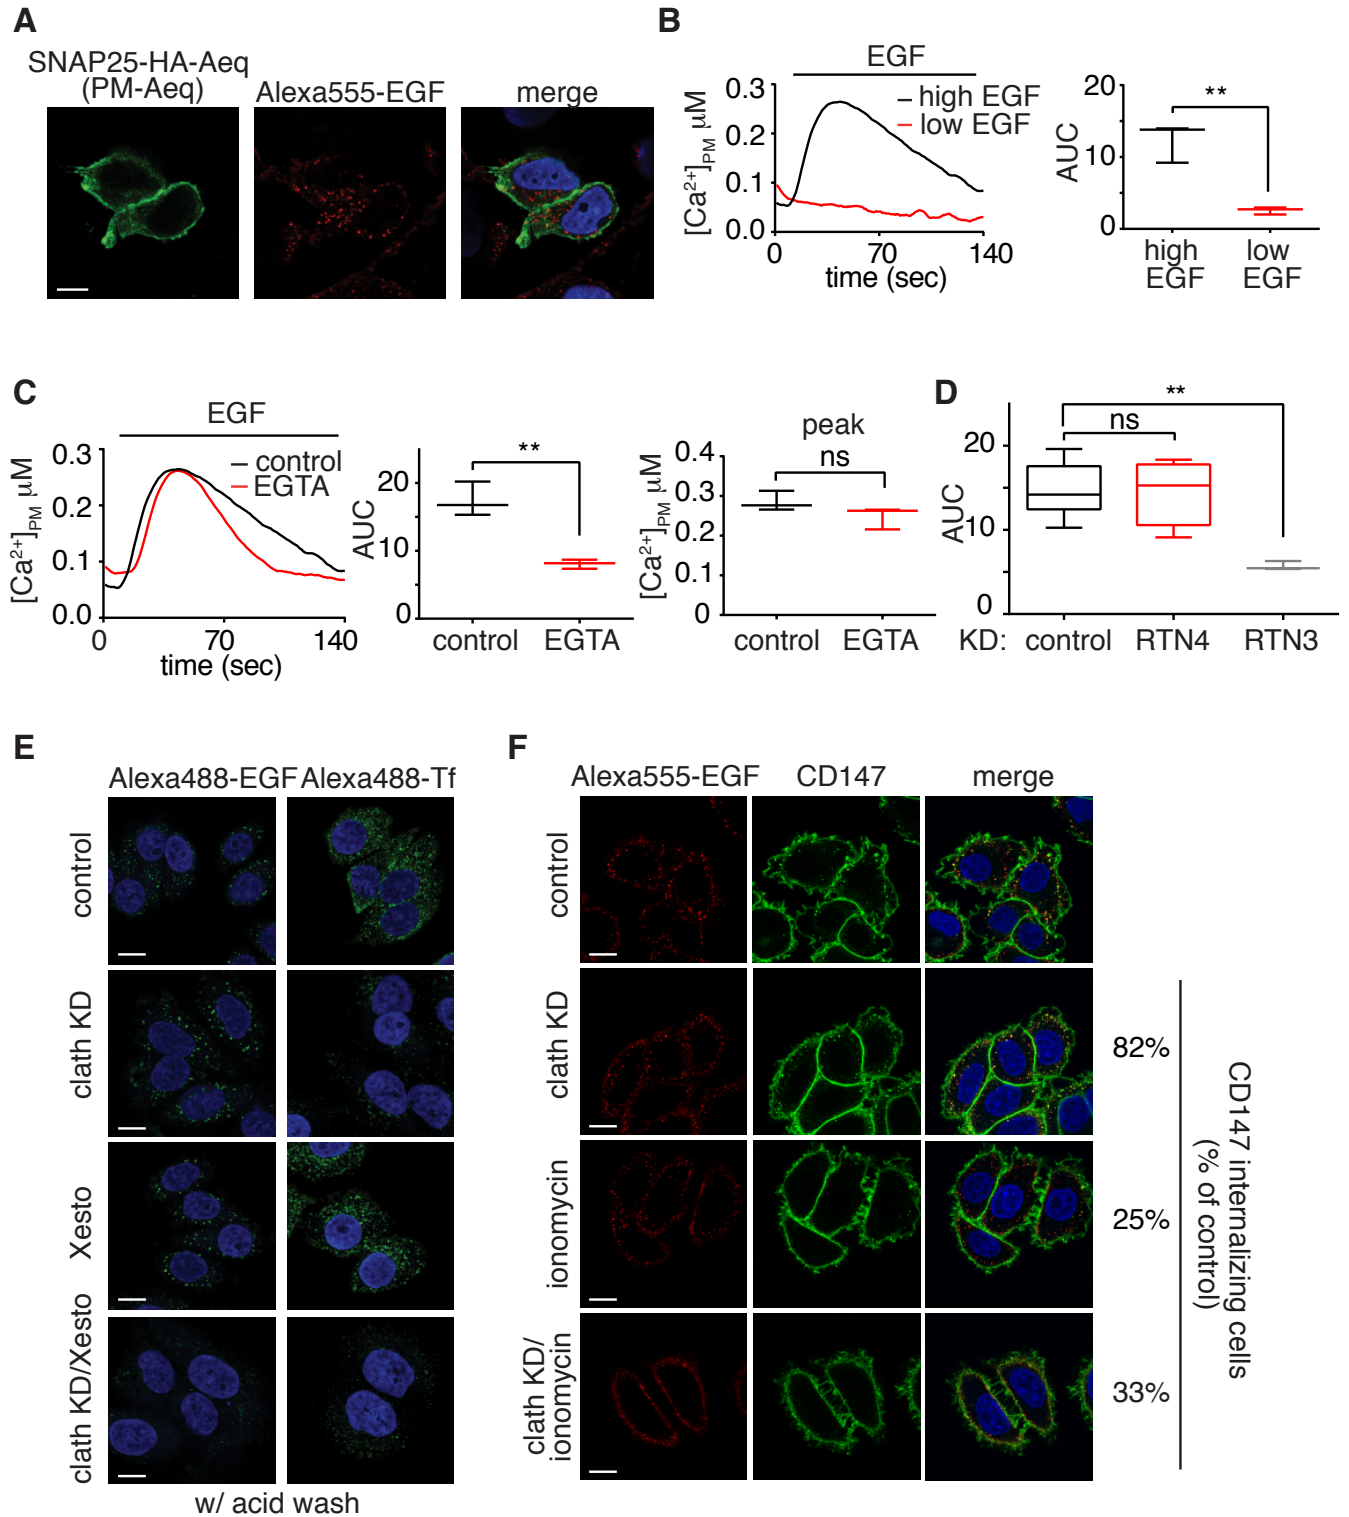 A
SNAP25-HA-Aeq
(PM-Aeq)
Alexa555-EGF
merge
B
EGF
high EGF
low EGF
[Ca²⁺]PM μM
0.3
0.2
0.1
0.0
0
70
140
time (sec)
AUC
20
10
0
**
high
EGF
low
EGF
C
EGF
control
EGTA
[Ca²⁺]PM μM
0.3
0.2
0.1
0.0
0
70
140
time (sec)
AUC
20
10
0
**
control
EGTA
peak
ns
[Ca²⁺]PM μM
0.4
0.3
0.2
0.1
0
control
EGTA
D
**
ns
AUC
20
10
0
KD: control RTN4 RTN3
E
Alexa488-EGF
Alexa488-Tf
control
clath KD
Xesto
clath KD/Xesto
w/ acid wash
F
Alexa555-EGF
CD147
merge
control
clath KD
ionomycin
clath KD/
ionomycin
82%
25%
33%
CD147 internalizing cells
(% of control)